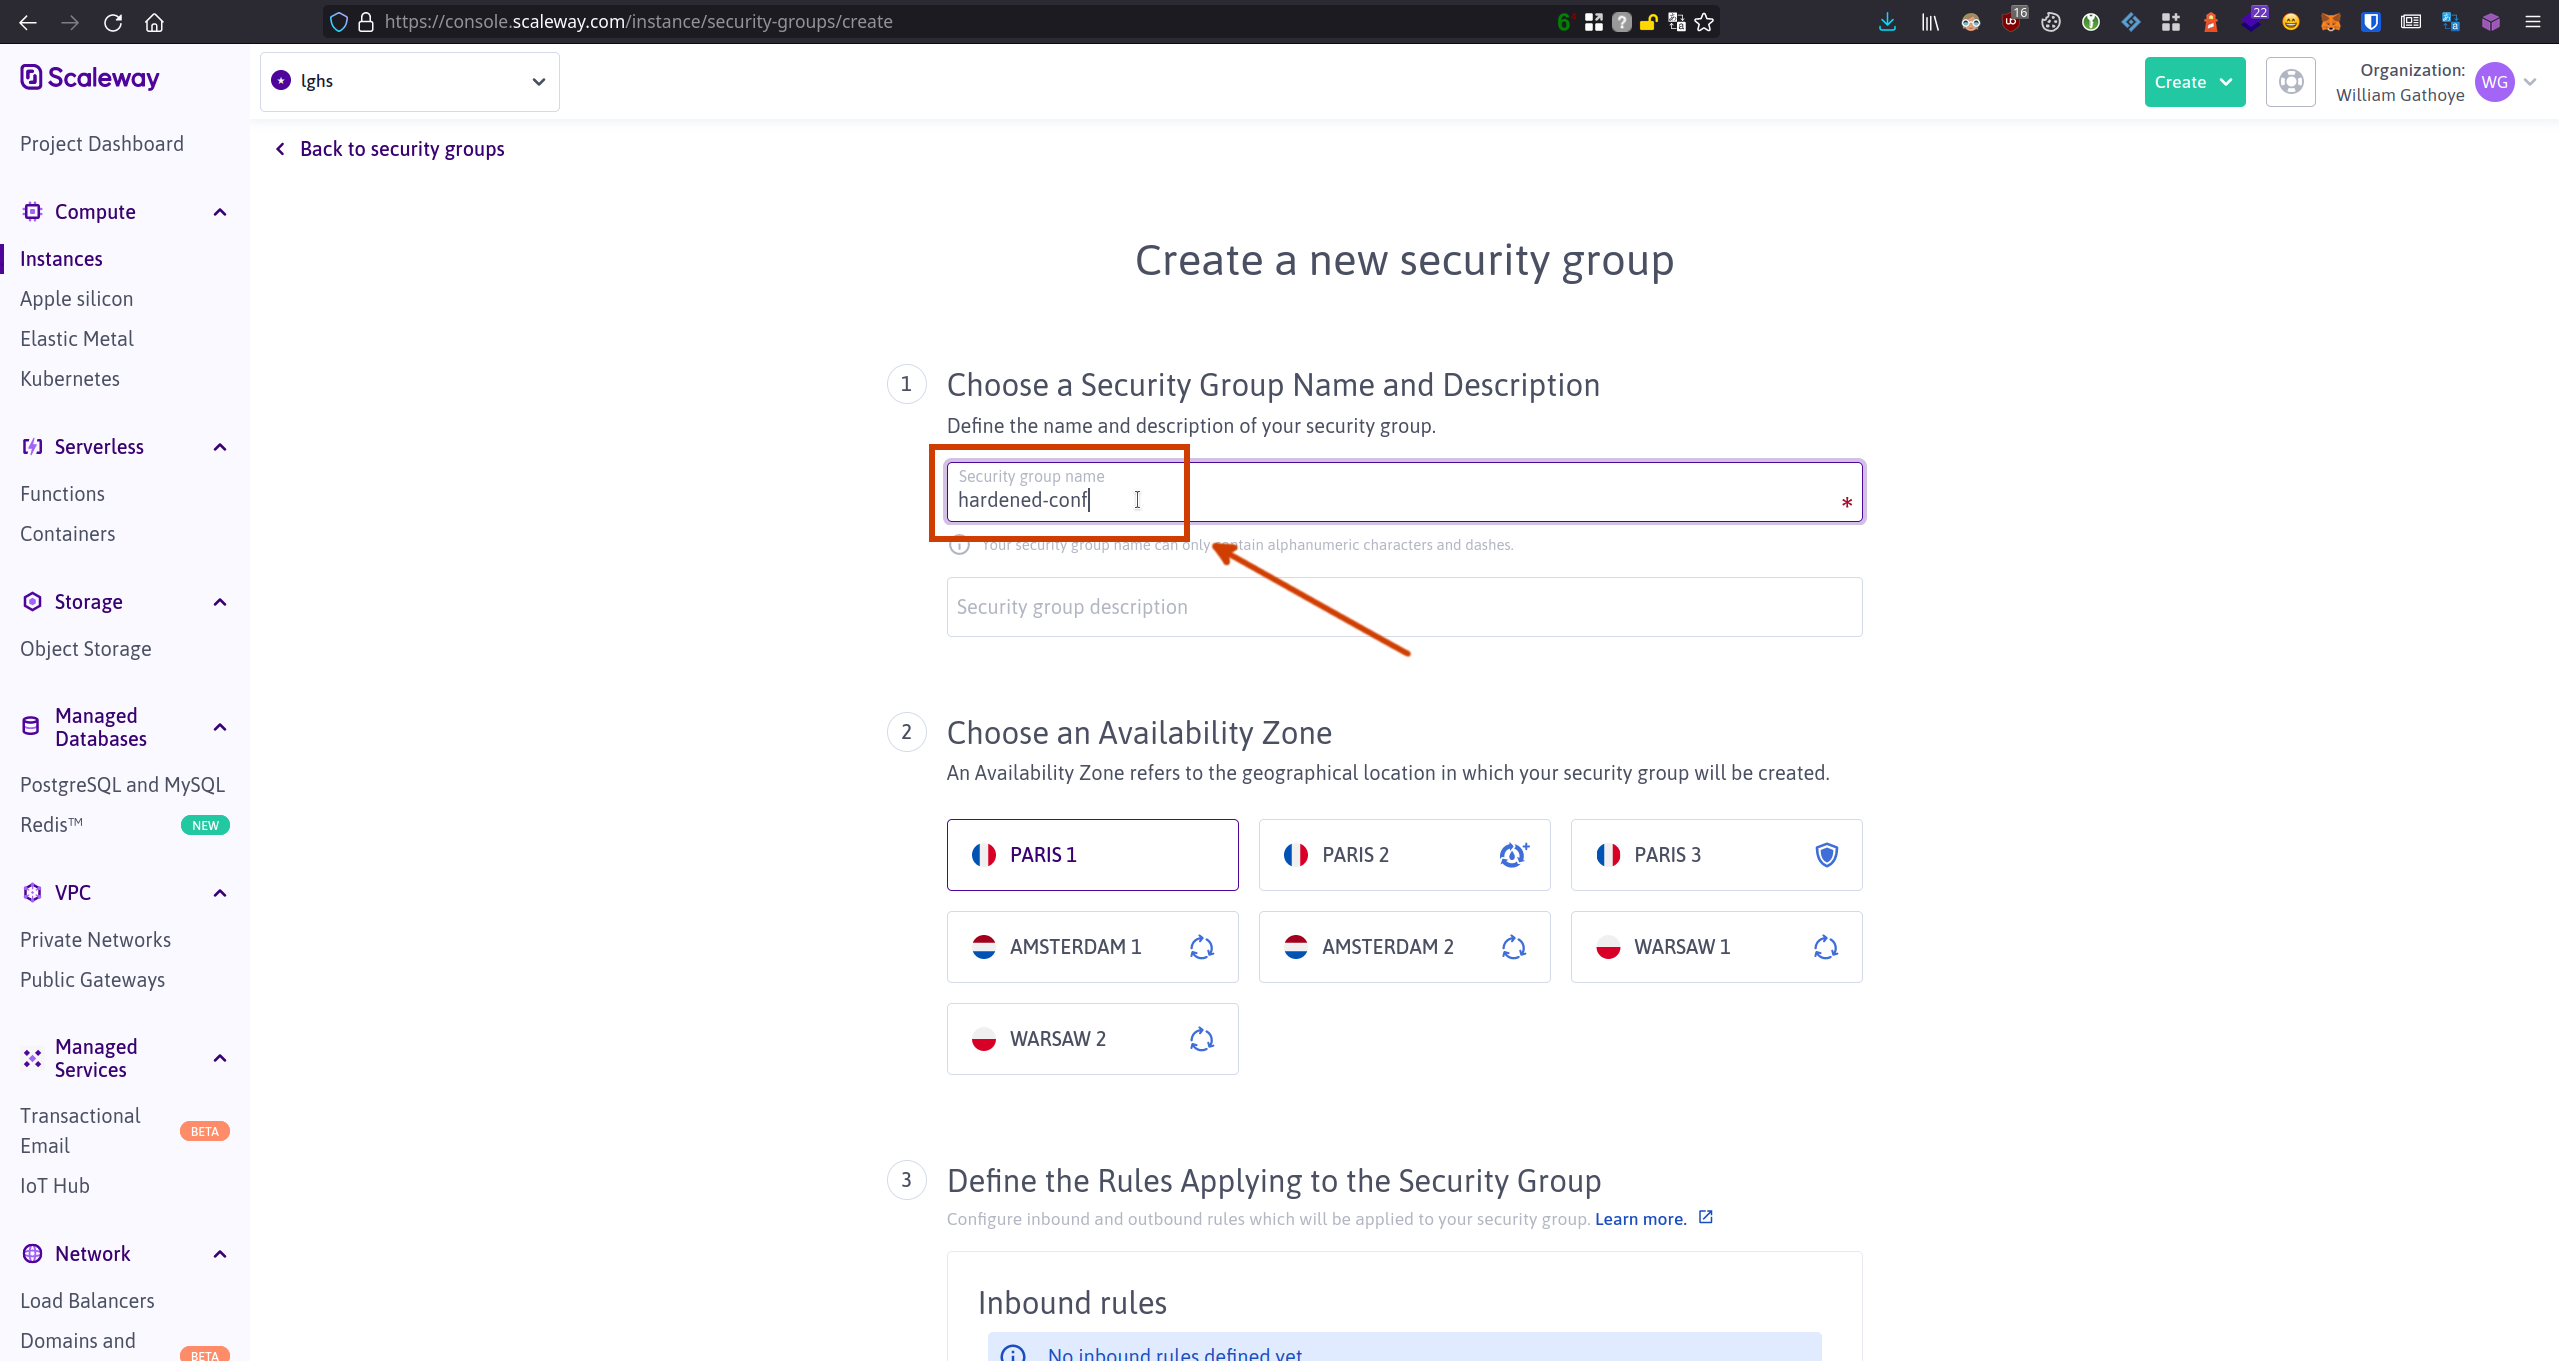 https://console.scaleway.com/instance/security-groups/create
6
16
22
Scaleway
lghs
Create
Organization:
William Gathoye
WG
Project Dashboard
Compute
Instances
Apple silicon
Elastic Metal
Kubernetes
Serverless
Functions
Containers
Storage
Object Storage
Managed
Databases
PostgreSQL and MySQL
Redis™
NEW
VPC
Private Networks
Public Gateways
Managed
Services
Transactional
Email
BETA
IoT Hub
Network
Load Balancers
Domains and
BETA
Back to security groups
Create a new security group
1
Choose a Security Group Name and Description
Define the name and description of your security group.
Security group name
hardened-conf
*
Your security group name can only contain alphanumeric characters and dashes.
Security group description
2
Choose an Availability Zone
An Availability Zone refers to the geographical location in which your security group will be created.
PARIS 1
PARIS 2
PARIS 3
AMSTERDAM 1
AMSTERDAM 2
WARSAW 1
WARSAW 2
3
Define the Rules Applying to the Security Group
Configure inbound and outbound rules which will be applied to your security group. Learn more.
Inbound rules
No inbound rules defined yet